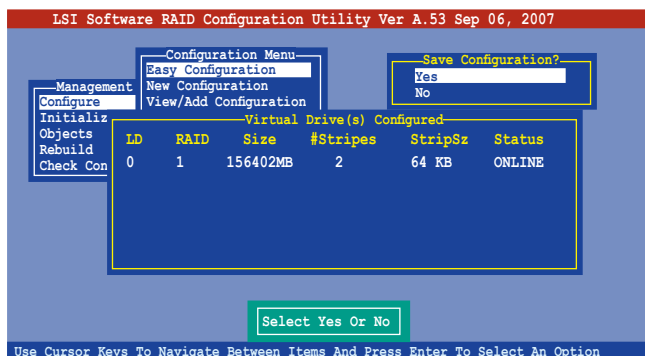 LSI Software RAID Configuration Utility Ver A.53 Sep 06, 2007
Configuration Menu
Easy Configuration
New Configuration
View/Add Configuration
Save Configuration?
Yes
No
Management
Configure
Initializ
Objects
Rebuild
Check Con
Virtual Drive(s) Configured
LD RAID Size #Stripes StripSz Status
0 1 156402MB 2 64 KB ONLINE
Select Yes Or No
Use Cursor Keys To Navigate Between Items And Press Enter To Select An Option